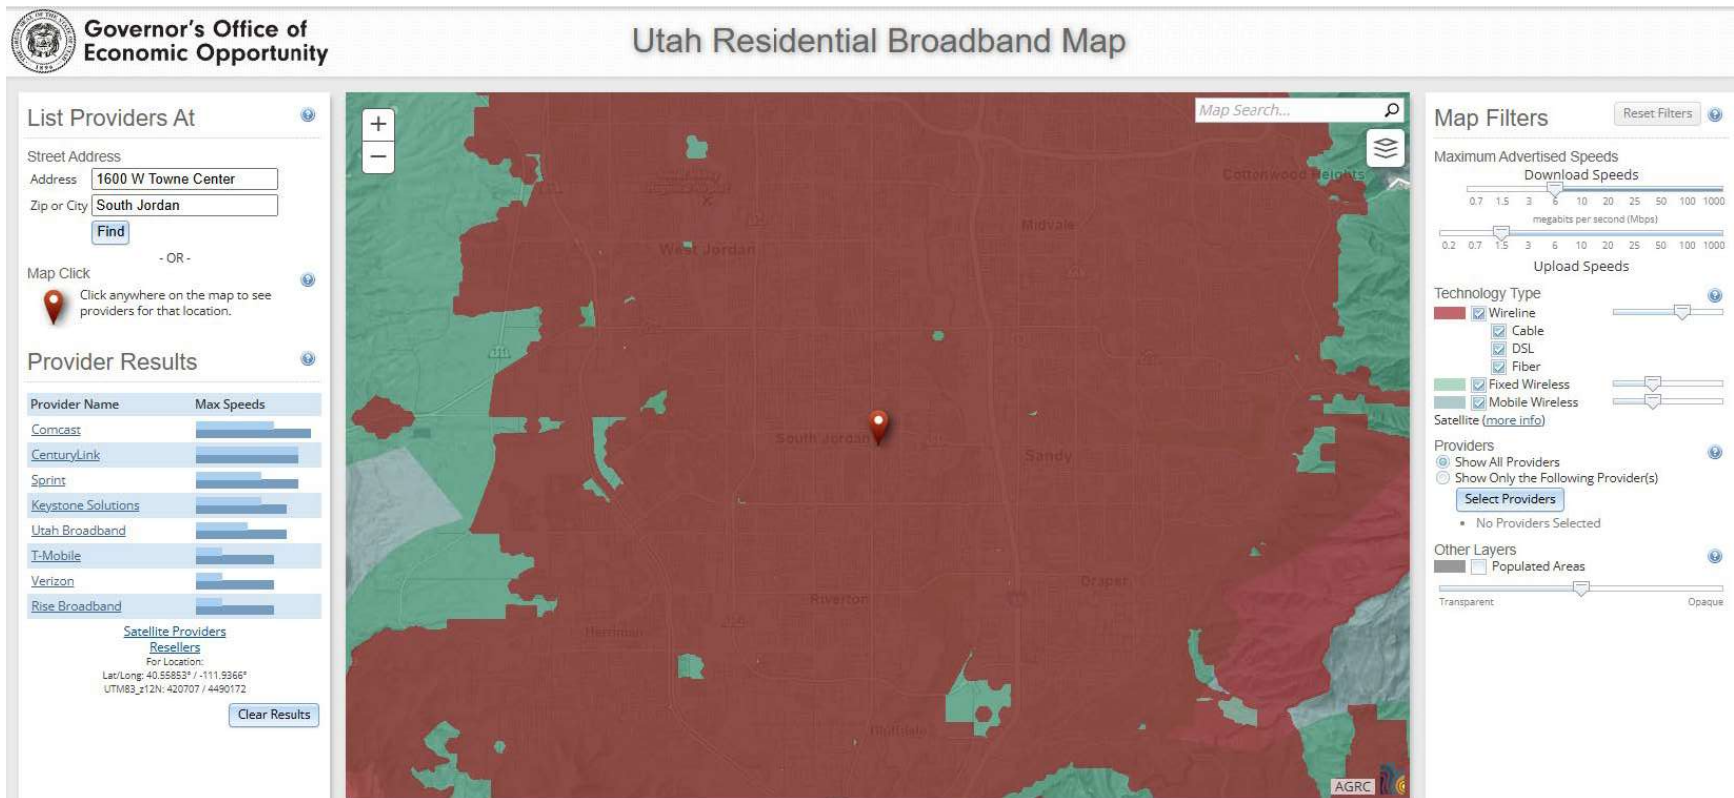 Governor's Office of
Economic Opportunity
Utah Residential Broadband Map
List Providers At
Street Address
Address 1600 W Towne Center
Zip or City South Jordan
Find
- OR -
Map Click
Click anywhere on the map to see
providers for that location.
Provider Results
Provider Name Max Speeds
Comcast
CenturyLink
Sprint
Keystone Solutions
Utah Broadband
T-Mobile
Verizon
Rise Broadband
Satellite Providers
Resellers
For Location:
Lat/Long: 40.55853° / -111.9366°
UTM83_z12N: 420707 / 4490172
Clear Results
+
−
Map Search...
Cottonwood Heights
Midvale
West Jordan
South Jordan
Sandy
Draper
Riverton
Herriman
Bluffdale
AGRC
Map Filters
Reset Filters
Maximum Advertised Speeds
Download Speeds
0.7 1.5 3 6 10 20 25 50 100 1000
megabits per second (Mbps)
0.2 0.7 1.5 3 6 10 20 25 50 100 1000
Upload Speeds
Technology Type
Wireline
Cable
DSL
Fiber
Fixed Wireless
Mobile Wireless
Satellite (more info)
Providers
Show All Providers
Show Only the Following Provider(s)
Select Providers
• No Providers Selected
Other Layers
Populated Areas
Transparent Opaque